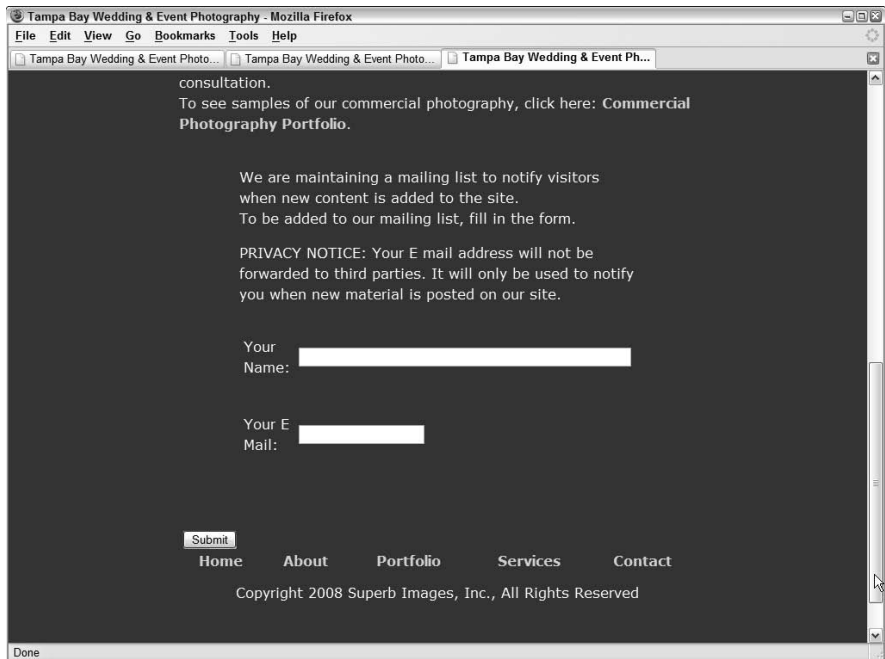 Tampa Bay Wedding & Event Photography - Mozilla Firefox
File Edit View Go Bookmarks Tools Help
Tampa Bay Wedding & Event Photo... Tampa Bay Wedding & Event Photo... Tampa Bay Wedding & Event Ph...
consultation.
To see samples of our commercial photography, click here: Commercial
Photography Portfolio.
We are maintaining a mailing list to notify visitors
when new content is added to the site.
To be added to our mailing list, fill in the form.
PRIVACY NOTICE: Your E mail address will not be
forwarded to third parties. It will only be used to notify
you when new material is posted on our site.
Your
Name:
Your E
Mail:
Submit
Home About Portfolio Services Contact
Copyright 2008 Superb Images, Inc., All Rights Reserved
Done